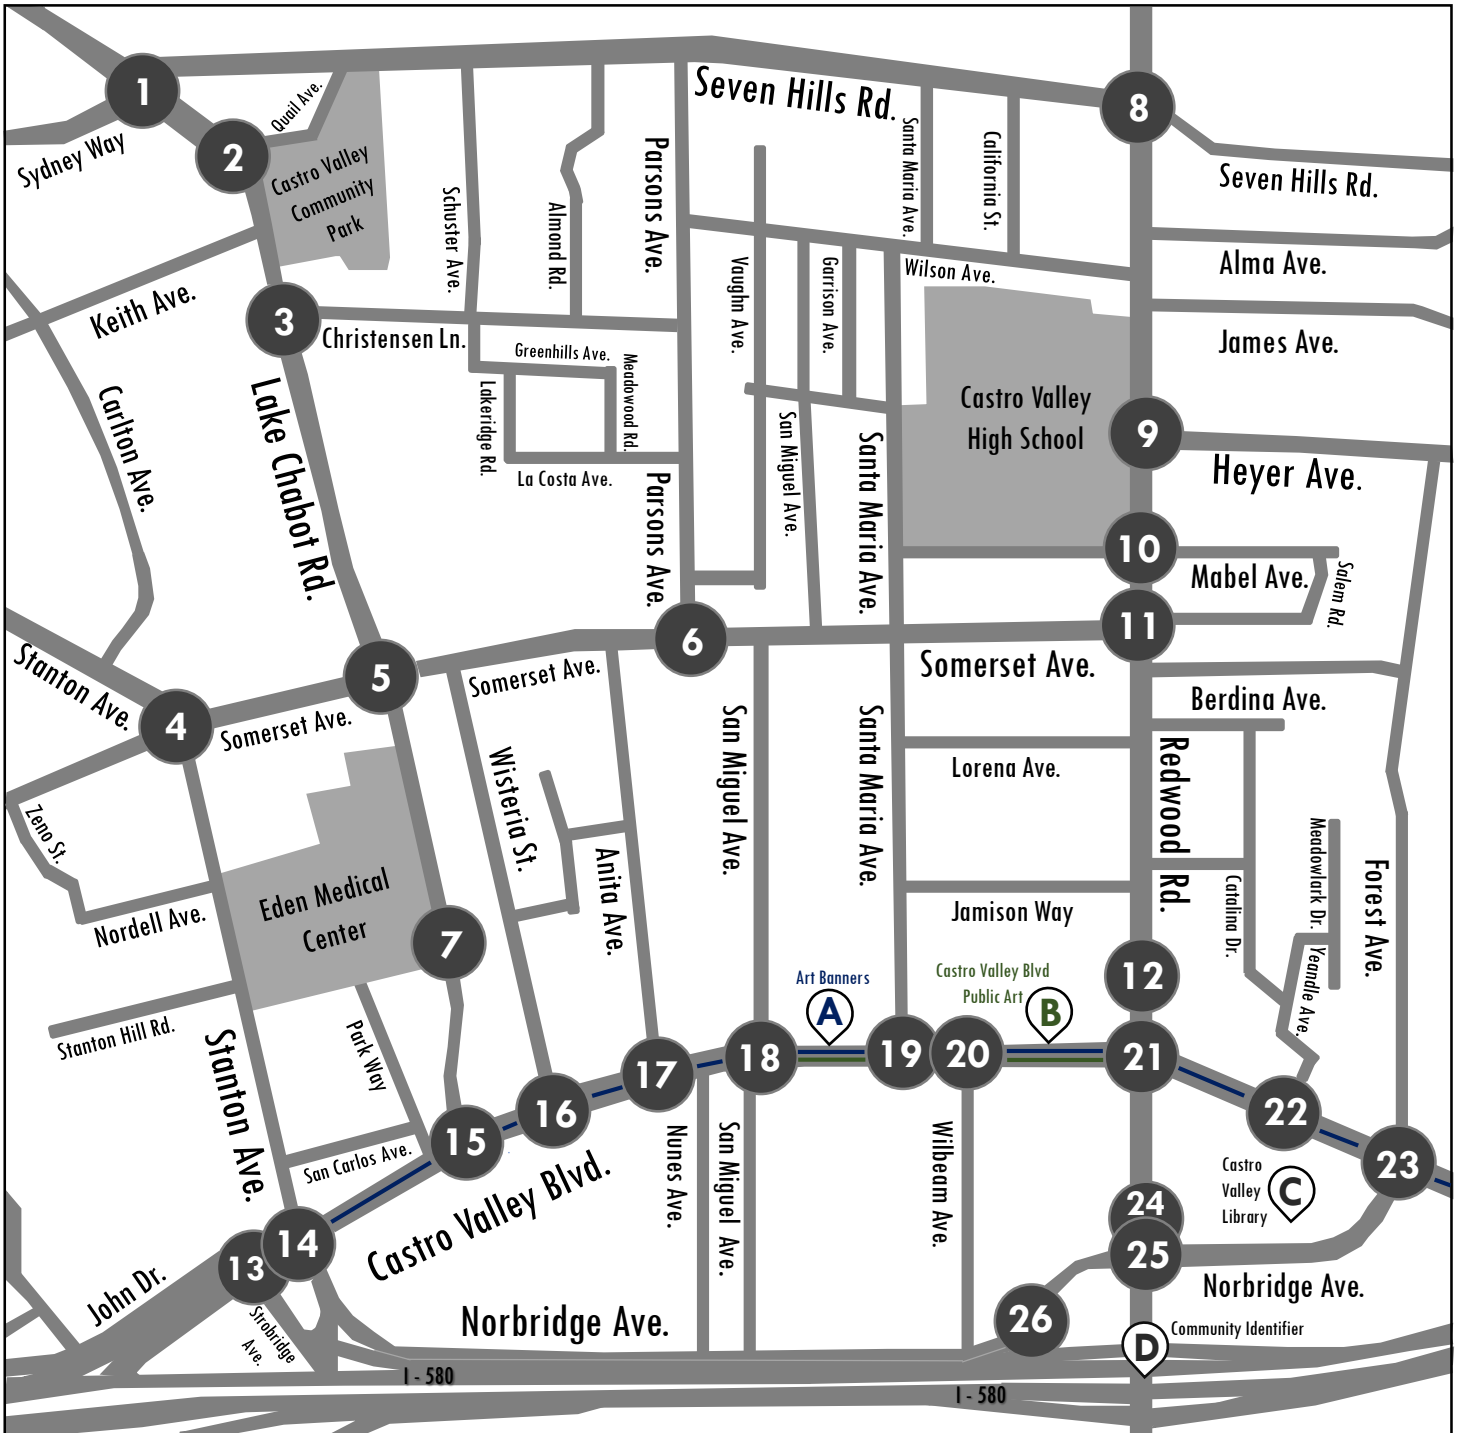 1
Sydney Way
2
Quail Ave.
Castro Valley
Community
Park
Seven Hills Rd.
8
Seven Hills Rd.
Schuster Ave.
Almond Rd.
Parsons Ave.
Santa Maria Ave.
California St.
Alma Ave.
Keith Ave.
3
Christensen Ln.
Vaughn Ave.
Garrison Ave.
Wilson Ave.
James Ave.
Greenhills Ave.
Meadowood Rd.
Lakeridge Rd.
La Costa Ave.
Carlton Ave.
Lake Chabot Rd.
Parsons Ave.
San Miguel Ave.
Santa Maria Ave.
Castro Valley
High School
9
Heyer Ave.
10
Mabel Ave.
Salem Rd.
11
6
Somerset Ave.
Stanton Ave.
4
Somerset Ave.
5
Somerset Ave.
Berdina Ave.
Zeno St.
Nordell Ave.
Eden Medical
Center
7
Wisteria St.
Anita Ave.
San Miguel Ave.
Santa Maria Ave.
Lorena Ave.
Jamison Way
Redwood
Rd.
Catalina Dr.
Meadowlark Dr.
Yeandle Ave.
Forest Ave.
12
Stanton Hill Rd.
Stanton Ave.
Park Way
San Carlos Ave.
Art Banners
A
Castro Valley Blvd
Public Art
B
13
14
15
16
17
18
19
20
21
22
23
Castro Valley Blvd.
Nunes Ave.
San Miguel Ave.
Wilbeam Ave.
Castro
Valley
Library
C
24
25
26
Norbridge Ave.
John Dr.
Strobridge
Ave.
Norbridge Ave.
Community Identifier
D
I - 580
I - 580